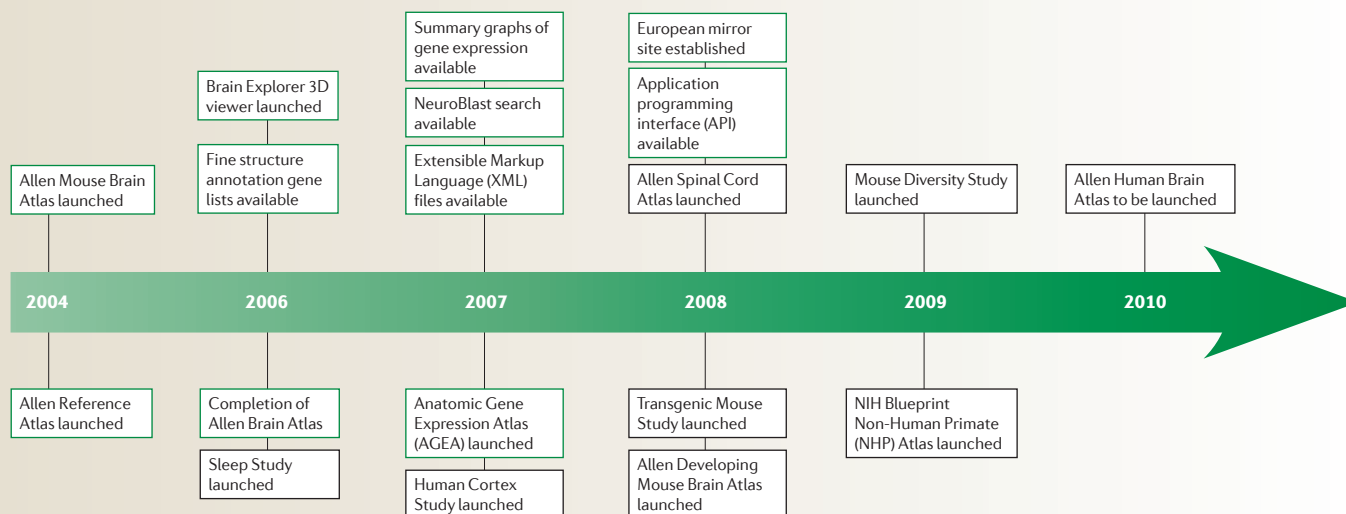 Allen Mouse Brain
Atlas launched
Brain Explorer 3D
viewer launched
Fine structure
annotation gene
lists available
Summary graphs of
gene expression
available
NeuroBlast search
available
Extensible Markup
Language (XML)
files available
European mirror
site established
Application
programming
interface (API)
available
Allen Spinal Cord
Atlas launched
Mouse Diversity Study
launched
Allen Human Brain
Atlas to be launched
2004
2006
2007
2008
2009
2010
Allen Reference
Atlas launched
Completion of
Allen Brain Atlas
Sleep Study
launched
Anatomic Gene
Expression Atlas
(AGEA) launched
Human Cortex
Study launched
Transgenic Mouse
Study launched
Allen Developing
Mouse Brain Atlas
launched
NIH Blueprint
Non-Human Primate
(NHP) Atlas launched